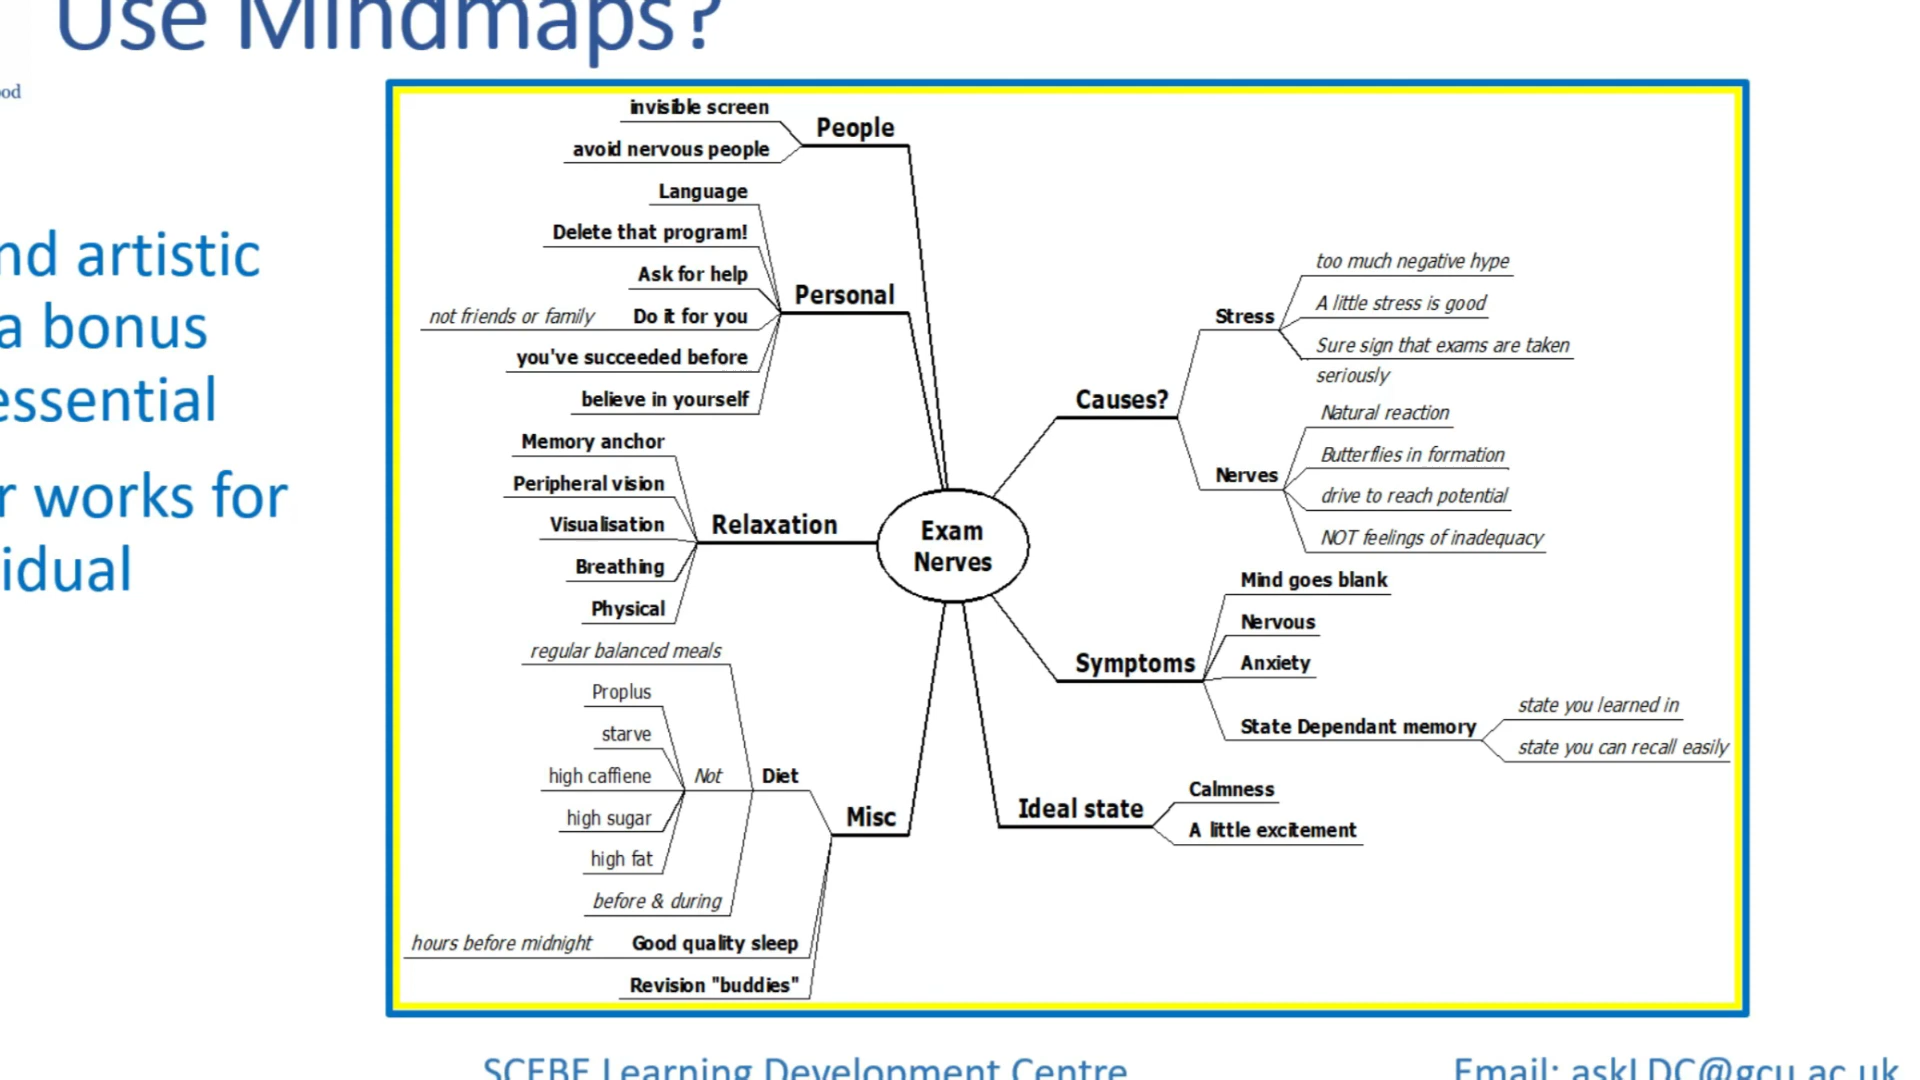 Use Mindmaps?
ood
nd artistic
a bonus
essential
r works for
idual
invisible screen
avoid nervous people
People
Language
Delete that program!
Ask for help
not friends or family Do it for you
you've succeeded before
believe in yourself
Personal
Memory anchor
Peripheral vision
Visualisation
Breathing
Physical
Relaxation
regular balanced meals
Proplus
starve
high caffiene
high sugar
high fat
Not
before & during
Diet
hours before midnight Good quality sleep
Revision "buddies"
Misc
Exam
Nerves
Causes?
Stress
too much negative hype
A little stress is good
Sure sign that exams are taken
seriously
Nerves
Natural reaction
Butterflies in formation
drive to reach potential
NOT feelings of inadequacy
Symptoms
Mind goes blank
Nervous
Anxiety
State Dependant memory
state you learned in
state you can recall easily
Ideal state
Calmness
A little excitement
SCEBE Learning Development Centre
Email: askLDC@gcu.ac.uk